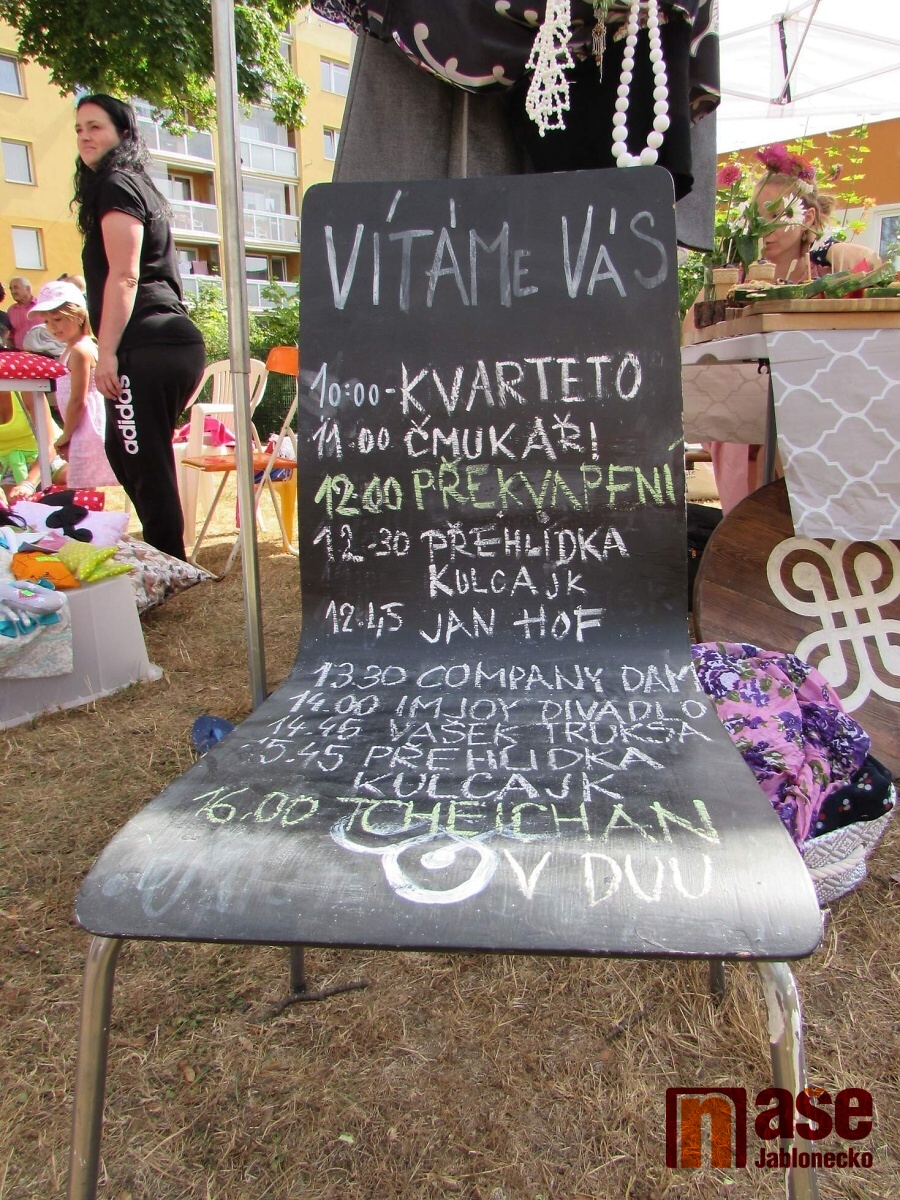 VÍTÁMe VÁS
10:00-KVARTETO
11.00 ČMUKAŘI
12.00 PŘEKVAPENÍ
12.30 PŘEHLÍDKA
KULCAJK
12.45 JAN HOF
13.30 COMPANY DAM
14.00 IMJOY DIVADLO
14.45 VAŠEK TRUKSA
15.45 PŘEHLÍDKA
KULCAJK
16.00 TCHEICHAN
V DUU
adidas
naše
Jablonecko